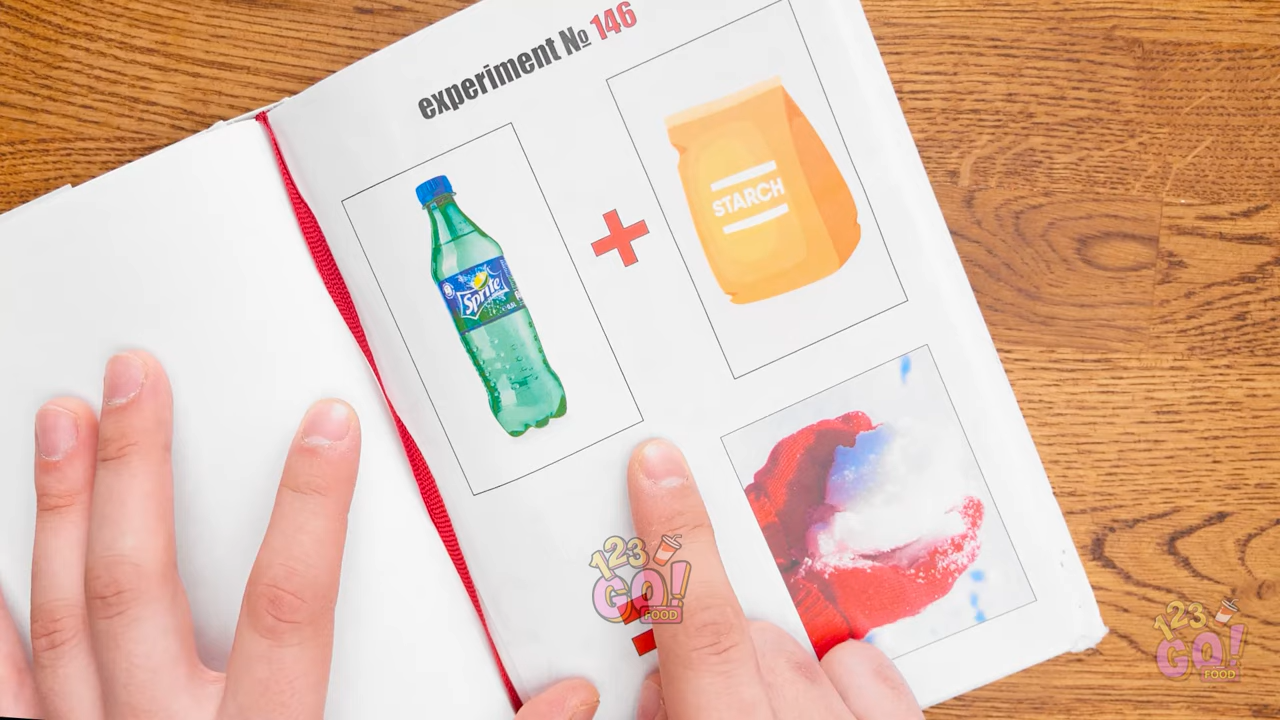 experiment № 146
Sprite
STARCH
123
GO!
FOOD
123
GO!
FOOD